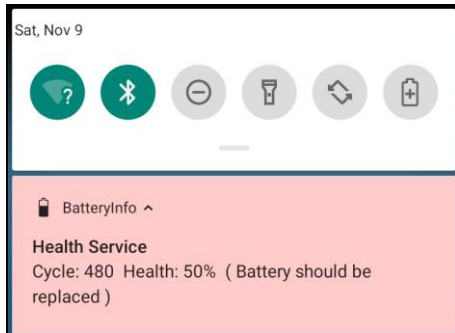 Sat, Nov 9
?
BatteryInfo
Health Service
Cycle: 480 Health: 50% ( Battery should be
replaced )